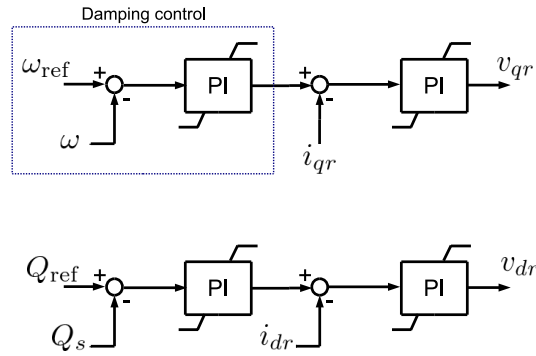 Damping control
ω_ref + - PI + - PI v_qr
ω
i_qr
Q_ref + - PI + - PI v_dr
Q_s
i_dr